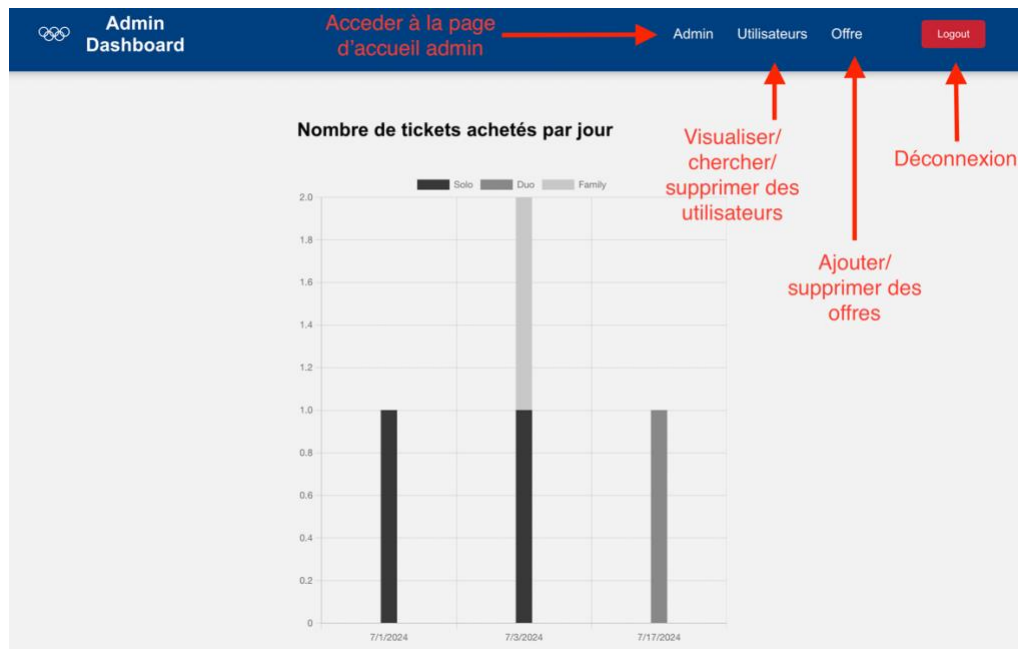 Admin
Dashboard
Acceder à la page
d'accueil admin
Admin
Utilisateurs
Offre
Logout
Nombre de tickets achetés par jour
Visualiser/
chercher/
supprimer des
utilisateurs
Déconnexion
Ajouter/
supprimer des
offres
Solo
Duo
Family
2.0
1.8
1.6
1.4
1.2
1.0
0.8
0.6
0.4
0.2
0
7/1/2024
7/3/2024
7/17/2024